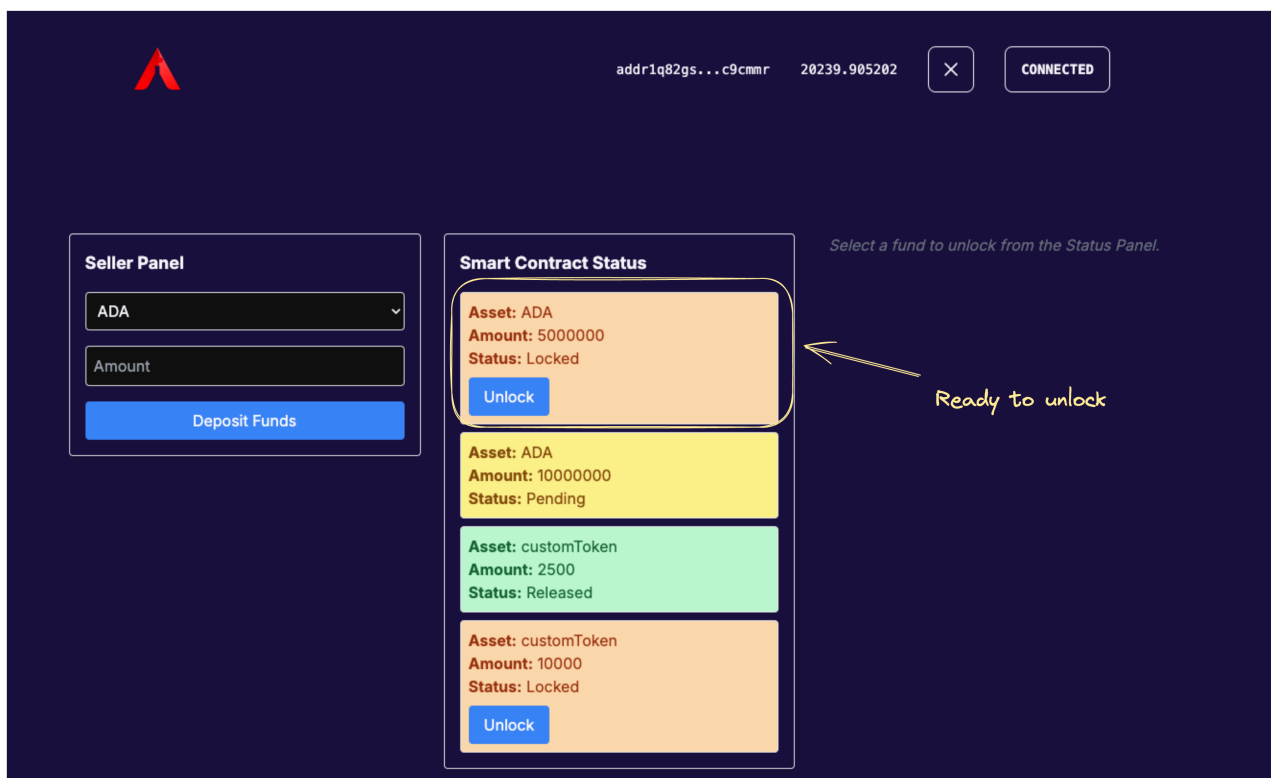 addr1q82gs...c9cmmr 20239.905202 CONNECTED
Seller Panel
ADA
Amount
Deposit Funds
Smart Contract Status
Asset: ADA
Amount: 5000000
Status: Locked
Unlock
Asset: ADA
Amount: 10000000
Status: Pending
Asset: customToken
Amount: 2500
Status: Released
Asset: customToken
Amount: 10000
Status: Locked
Unlock
Select a fund to unlock from the Status Panel.
Ready to unlock